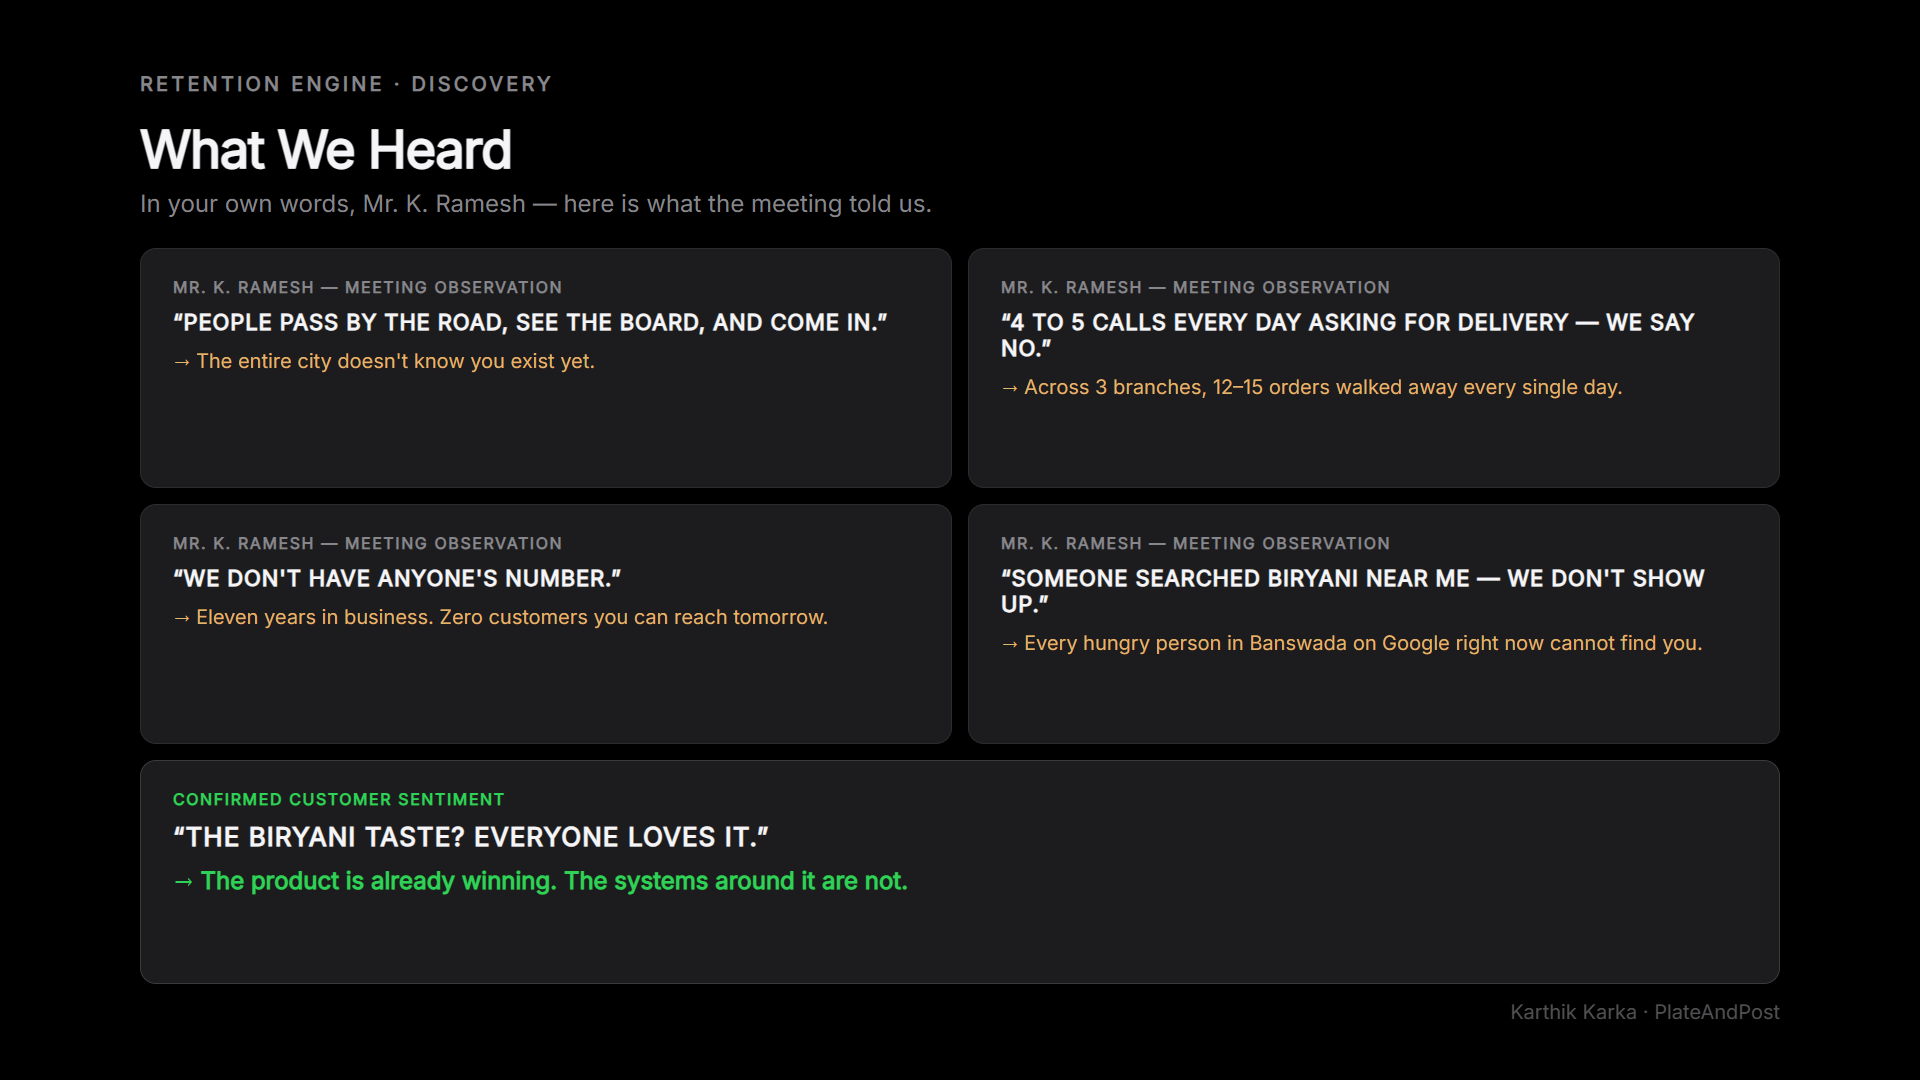 RETENTION ENGINE · DISCOVERY
What We Heard
In your own words, Mr. K. Ramesh — here is what the meeting told us.
MR. K. RAMESH — MEETING OBSERVATION
“PEOPLE PASS BY THE ROAD, SEE THE BOARD, AND COME IN.”
→ The entire city doesn't know you exist yet.
MR. K. RAMESH — MEETING OBSERVATION
“4 TO 5 CALLS EVERY DAY ASKING FOR DELIVERY — WE SAY
NO.”
→ Across 3 branches, 12–15 orders walked away every single day.
MR. K. RAMESH — MEETING OBSERVATION
“WE DON'T HAVE ANYONE'S NUMBER.”
→ Eleven years in business. Zero customers you can reach tomorrow.
MR. K. RAMESH — MEETING OBSERVATION
“SOMEONE SEARCHED BIRYANI NEAR ME — WE DON'T SHOW
UP.”
→ Every hungry person in Banswada on Google right now cannot find you.
CONFIRMED CUSTOMER SENTIMENT
“THE BIRYANI TASTE? EVERYONE LOVES IT.”
→ The product is already winning. The systems around it are not.
Karthik Karka · PlateAndPost